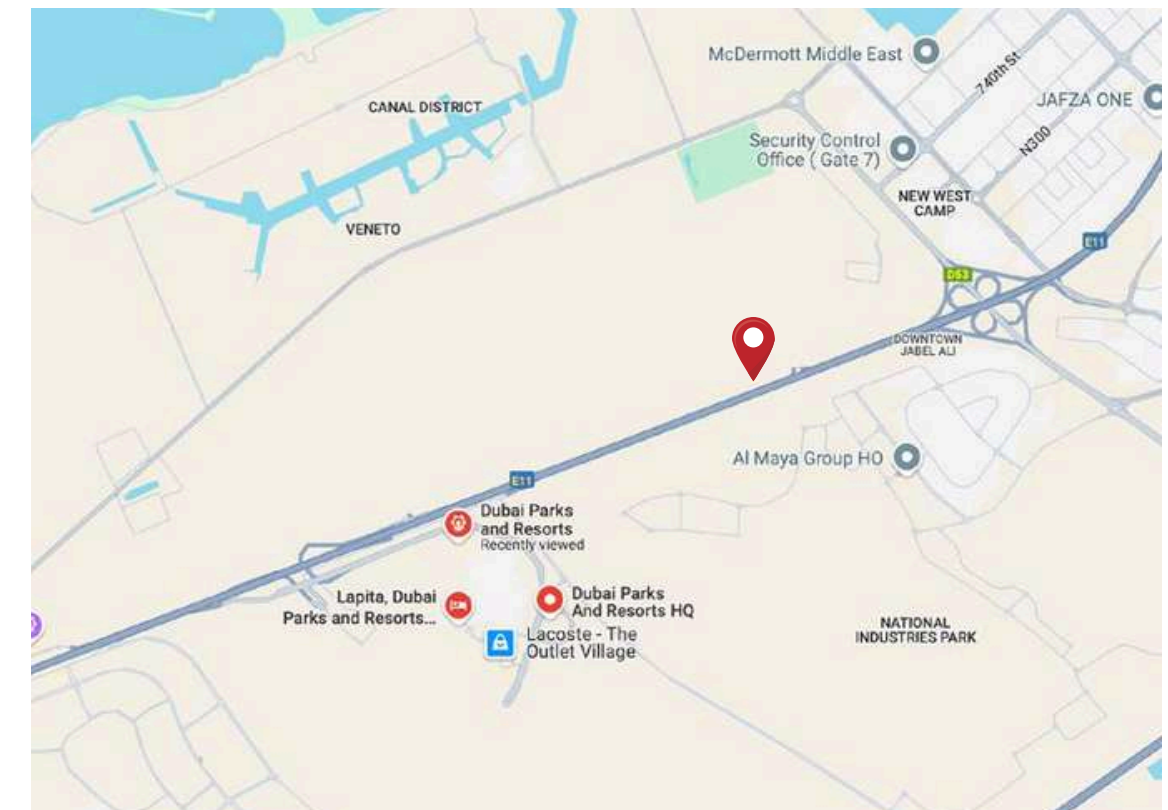 McDermott Middle East
740th St
JAFZA ONE
CANAL DISTRICT
Security Control
Office ( Gate 7)
N300
NEW WEST
CAMP
VENETO
E11
D53
DOWNTOWN
JABEL ALI
Al Maya Group HO
E11
Dubai Parks
and Resorts
Recently viewed
Lapita, Dubai
Parks and Resorts...
Dubai Parks
And Resorts HQ
Lacoste - The
Outlet Village
NATIONAL
INDUSTRIES PARK